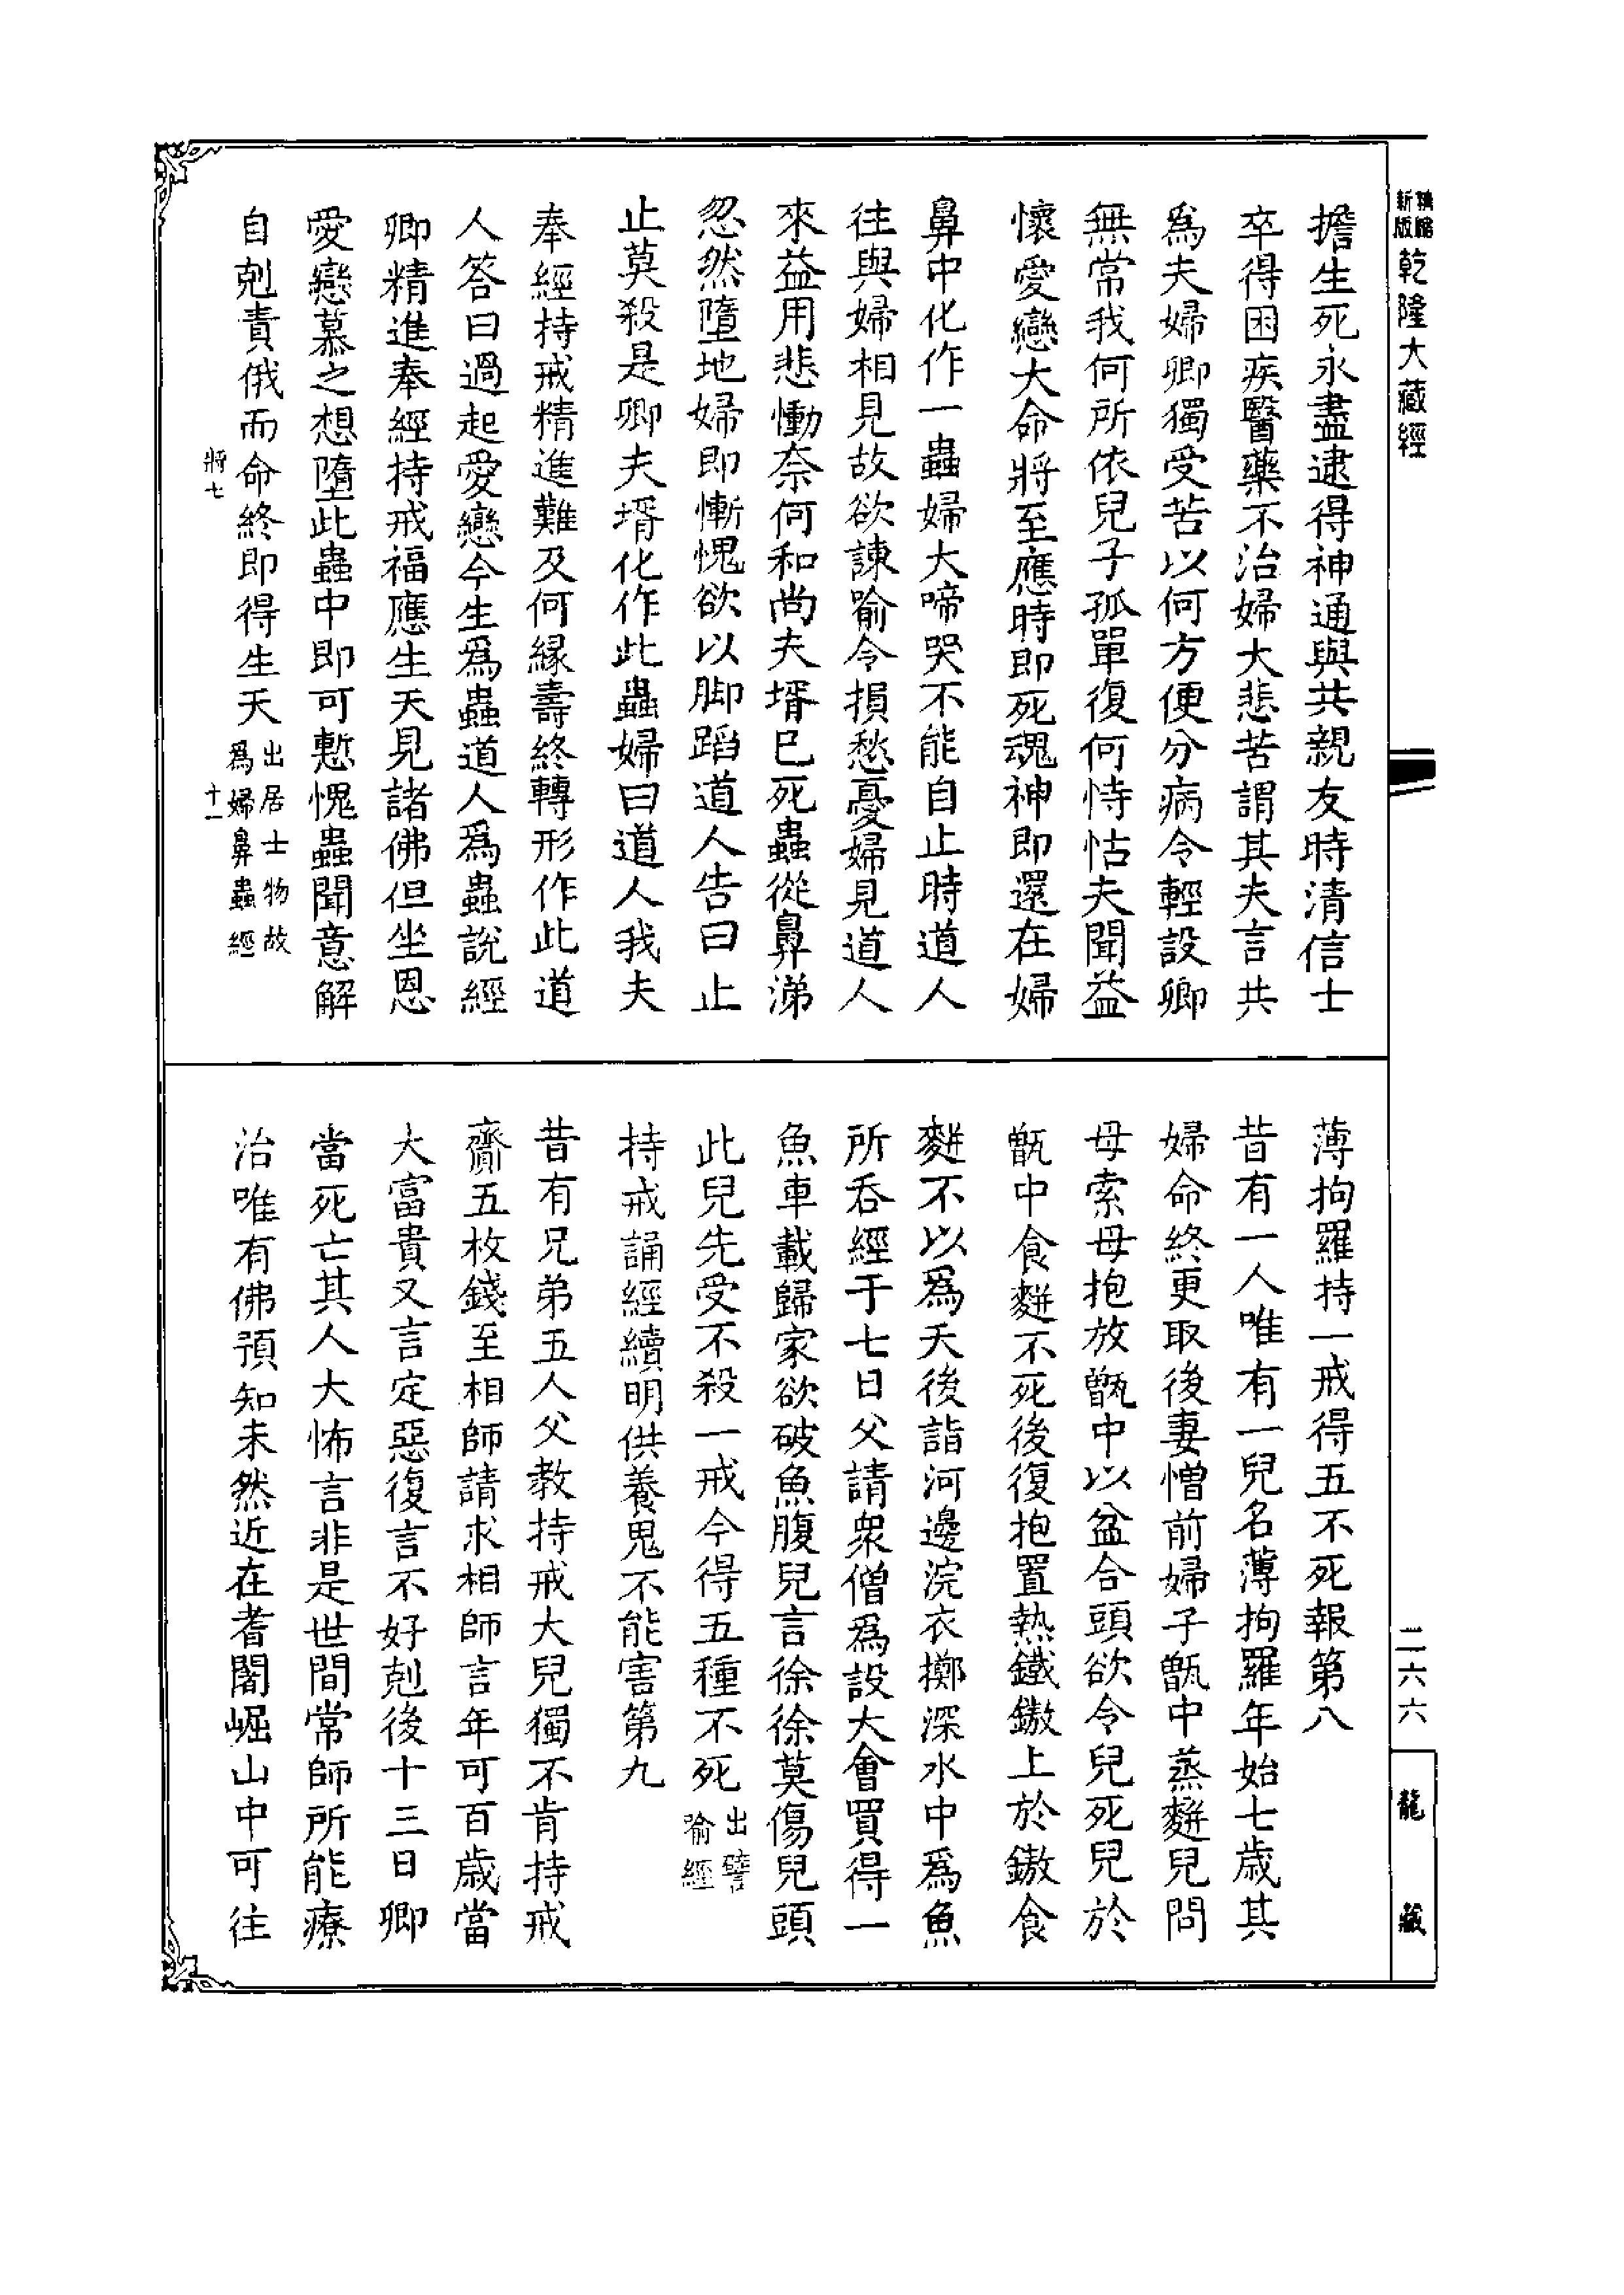 新編縮版乾隆大藏經
擔生死永盡逮得神通與共親友時清信士
卒得困疾醫藥不治婦大悲苦謂其夫言共
爲夫婦卿獨受苦以何方便分病令輕設卿
無常我何所依兒子孤單復何恃怙夫聞益
懷愛戀大命將至應時即死魂神即還在婦
鼻中化作一蟲婦大啼哭不能自止時道人
往與婦相見故欲諫喻令損愁憂婦見道人
來益用悲慟奈何和尚夫壻已死蟲從鼻涕
忽然墮地婦即慚愧欲以脚蹈道人告曰止
止莫殺是卿夫壻化作此蟲婦曰道人我夫
奉經持戒精進難及何緣壽終轉形作此道
人答曰過起愛戀今生爲蟲道人爲蟲說經
卿精進奉經持戒福應生天見諸佛但坐恩
愛戀慕之想墮此蟲中即可慙愧蟲聞意解
自剋責俄而命終即得生天出居士物故爲婦鼻蟲經
將七
十一
薄拘羅持一戒得五不死報第八
昔有一人唯有一兒名薄拘羅年始七歲其
婦命終更取後妻憎前婦子甑中蒸䴵兒問
母索母抱放甑中以盆合頭欲令兒死兒於
甑中食䴵不死後復抱置熱鐵鏊上於鏊食
䴵不以爲夭後詣河邊浣衣擲深水中爲魚
所吞經于七日父請衆僧爲設大會買得一
魚車載歸家欲破魚腹兒言徐徐莫傷兒頭
此兒先受不殺一戒今得五種不死出譬喻經
持戒誦經續明供養鬼不能害第九
昔有兄弟五人父教持戒大兒獨不肯持戒
齎五枚錢至相師請求相師言年可百歲當
大富貴又言定惡復言不好剋後十三日卿
當死亡其人大怖言非是世間常師所能療
治唯有佛預知未然近在耆闍崛山中可往
二六六
龍藏